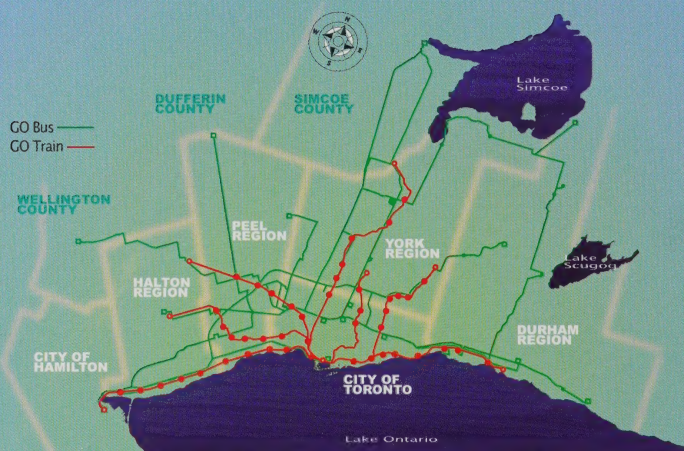 N
W
E
S
Lake
Simcoe
DUFFERIN
COUNTY
SIMCOE
COUNTY
GO Bus
GO Train
WELLINGTON
COUNTY
PEEL
REGION
YORK
REGION
Lake
Scugog
HALTON
REGION
DURHAM
REGION
CITY OF
HAMILTON
CITY OF
TORONTO
Lake Ontario